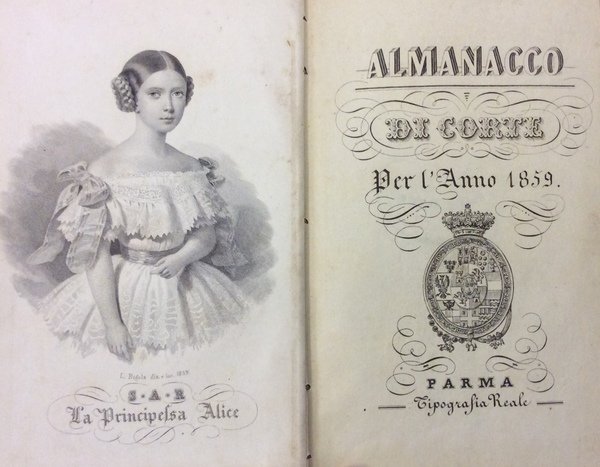 S·A·R
La Principeſsa Alice
ALMANACCO
DI CORTE
Per l'Anno 1859.
PARMA
Tipografia Reale